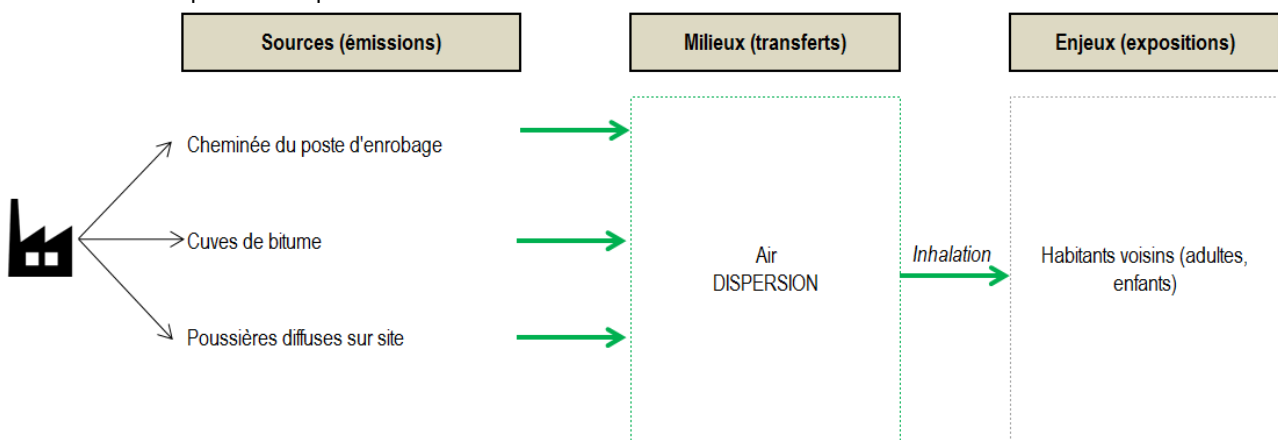 Sources (émissions)
Milieux (transferts)
Enjeux (expositions)
Cheminée du poste d'enrobage
Cuves de bitume
Poussières diffuses sur site
Air
DISPERSION
Inhalation
Habitants voisins (adultes,
enfants)